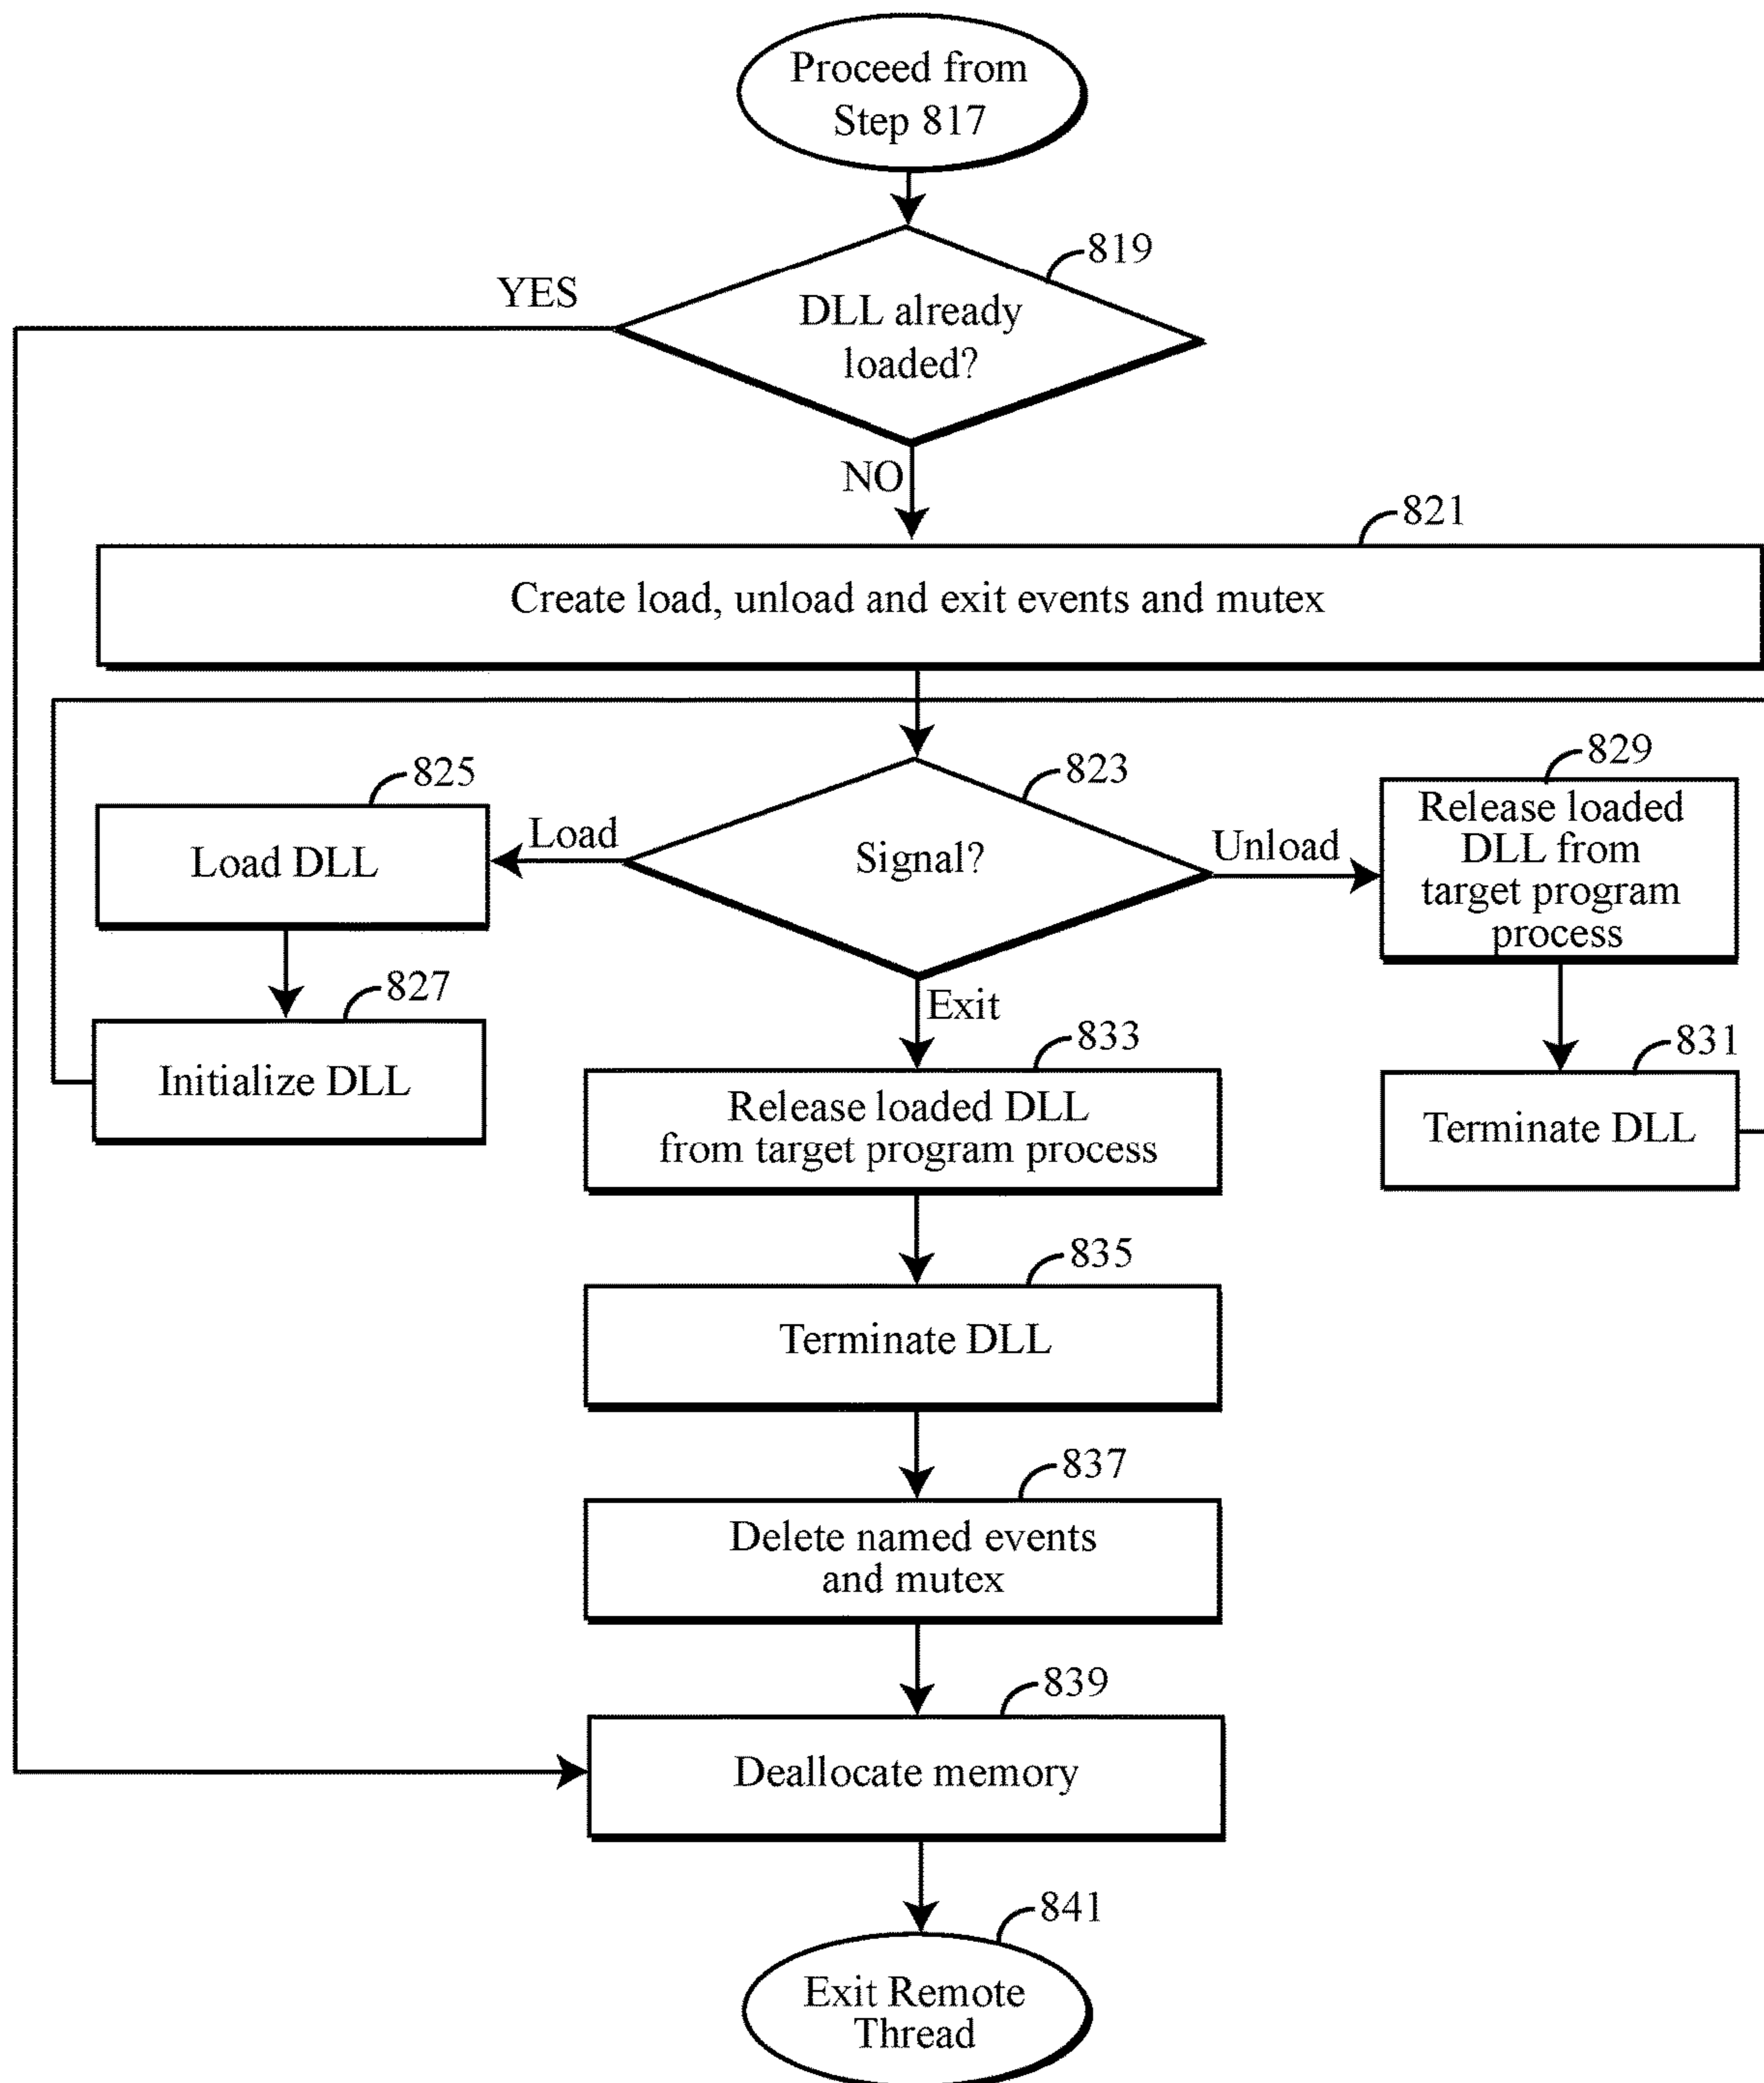 Proceed from
Step 817
819
YES
DLL already
loaded?
NO
821
Create load, unload and exit events and mutex
823
829
825
Release loaded
DLL from
target program
process
Load
Unload
Load DLL
Signal?
827
Exit
Initialize DLL
833
831
Release loaded DLL
from target program process
Terminate DLL
835
Terminate DLL
837
Delete named events
and mutex
839
Deallocate memory
841
Exit Remote
Thread